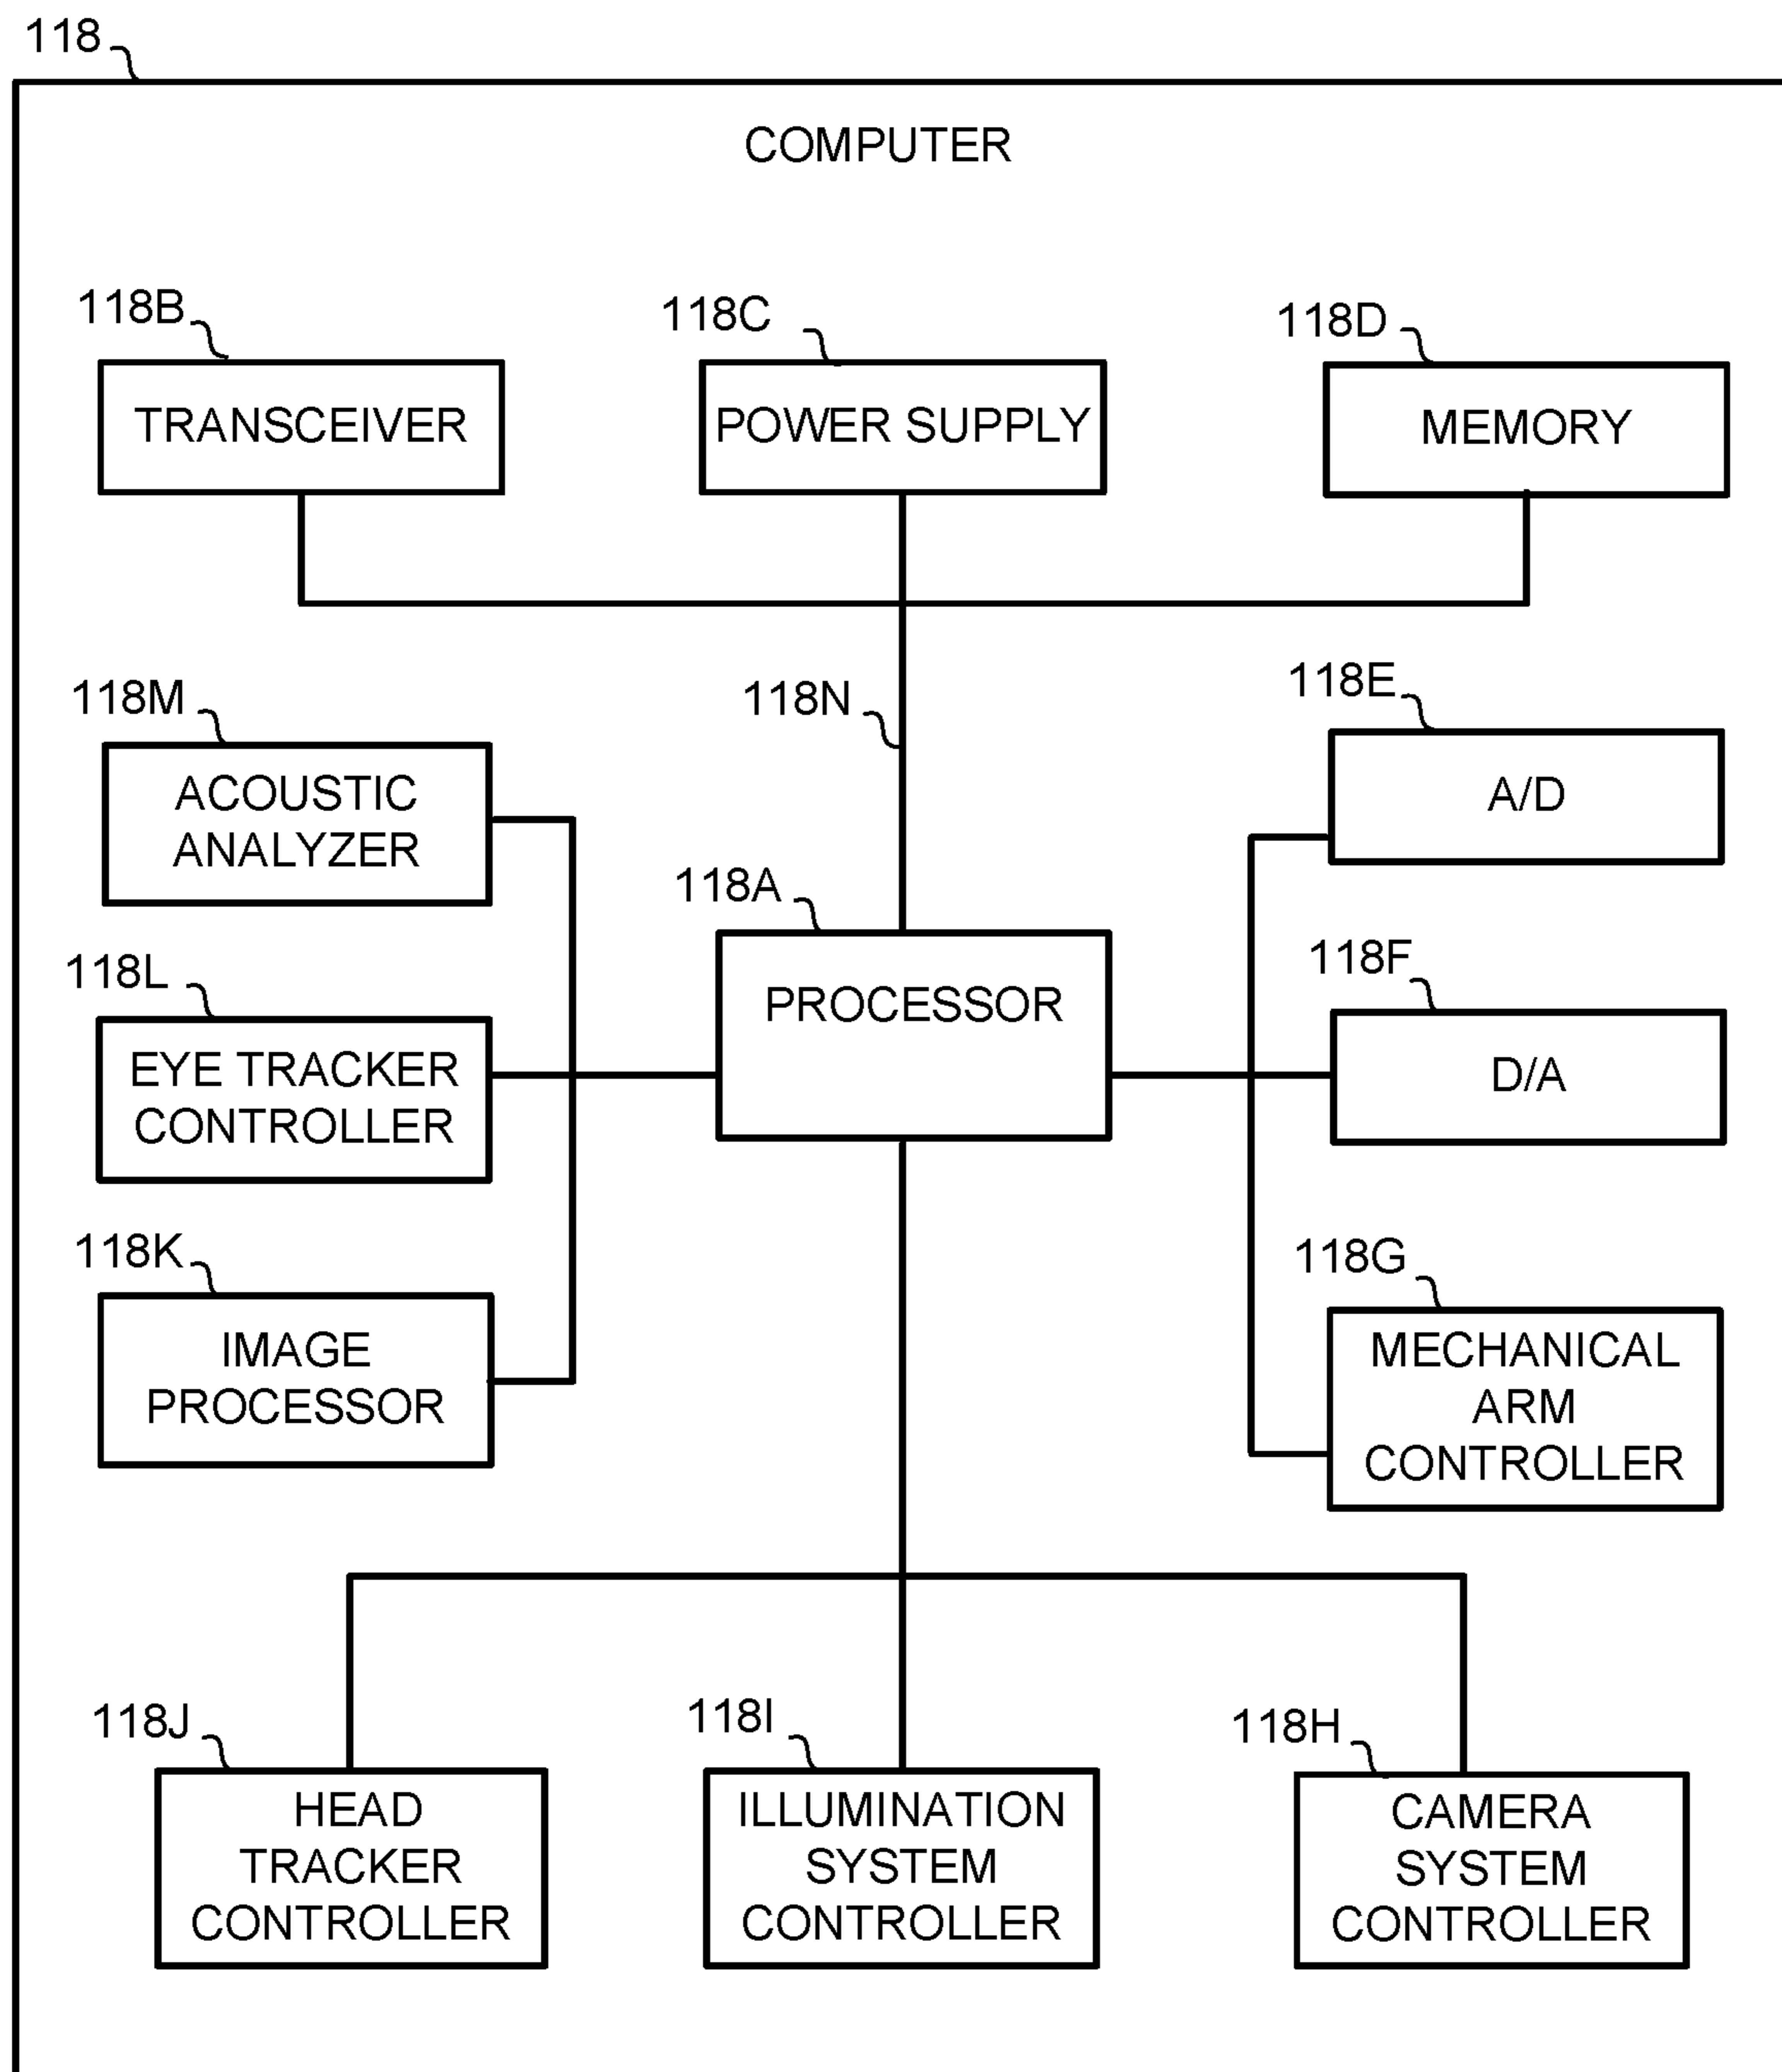 118
COMPUTER
118B
118C
118D
TRANSCEIVER
POWER SUPPLY
MEMORY
118M
118N
118E
ACOUSTIC
ANALYZER
A/D
118A
PROCESSOR
118L
118F
EYE TRACKER
CONTROLLER
D/A
118K
118G
IMAGE
PROCESSOR
MECHANICAL
ARM
CONTROLLER
118J
118I
118H
HEAD
TRACKER
CONTROLLER
ILLUMINATION
SYSTEM
CONTROLLER
CAMERA
SYSTEM
CONTROLLER